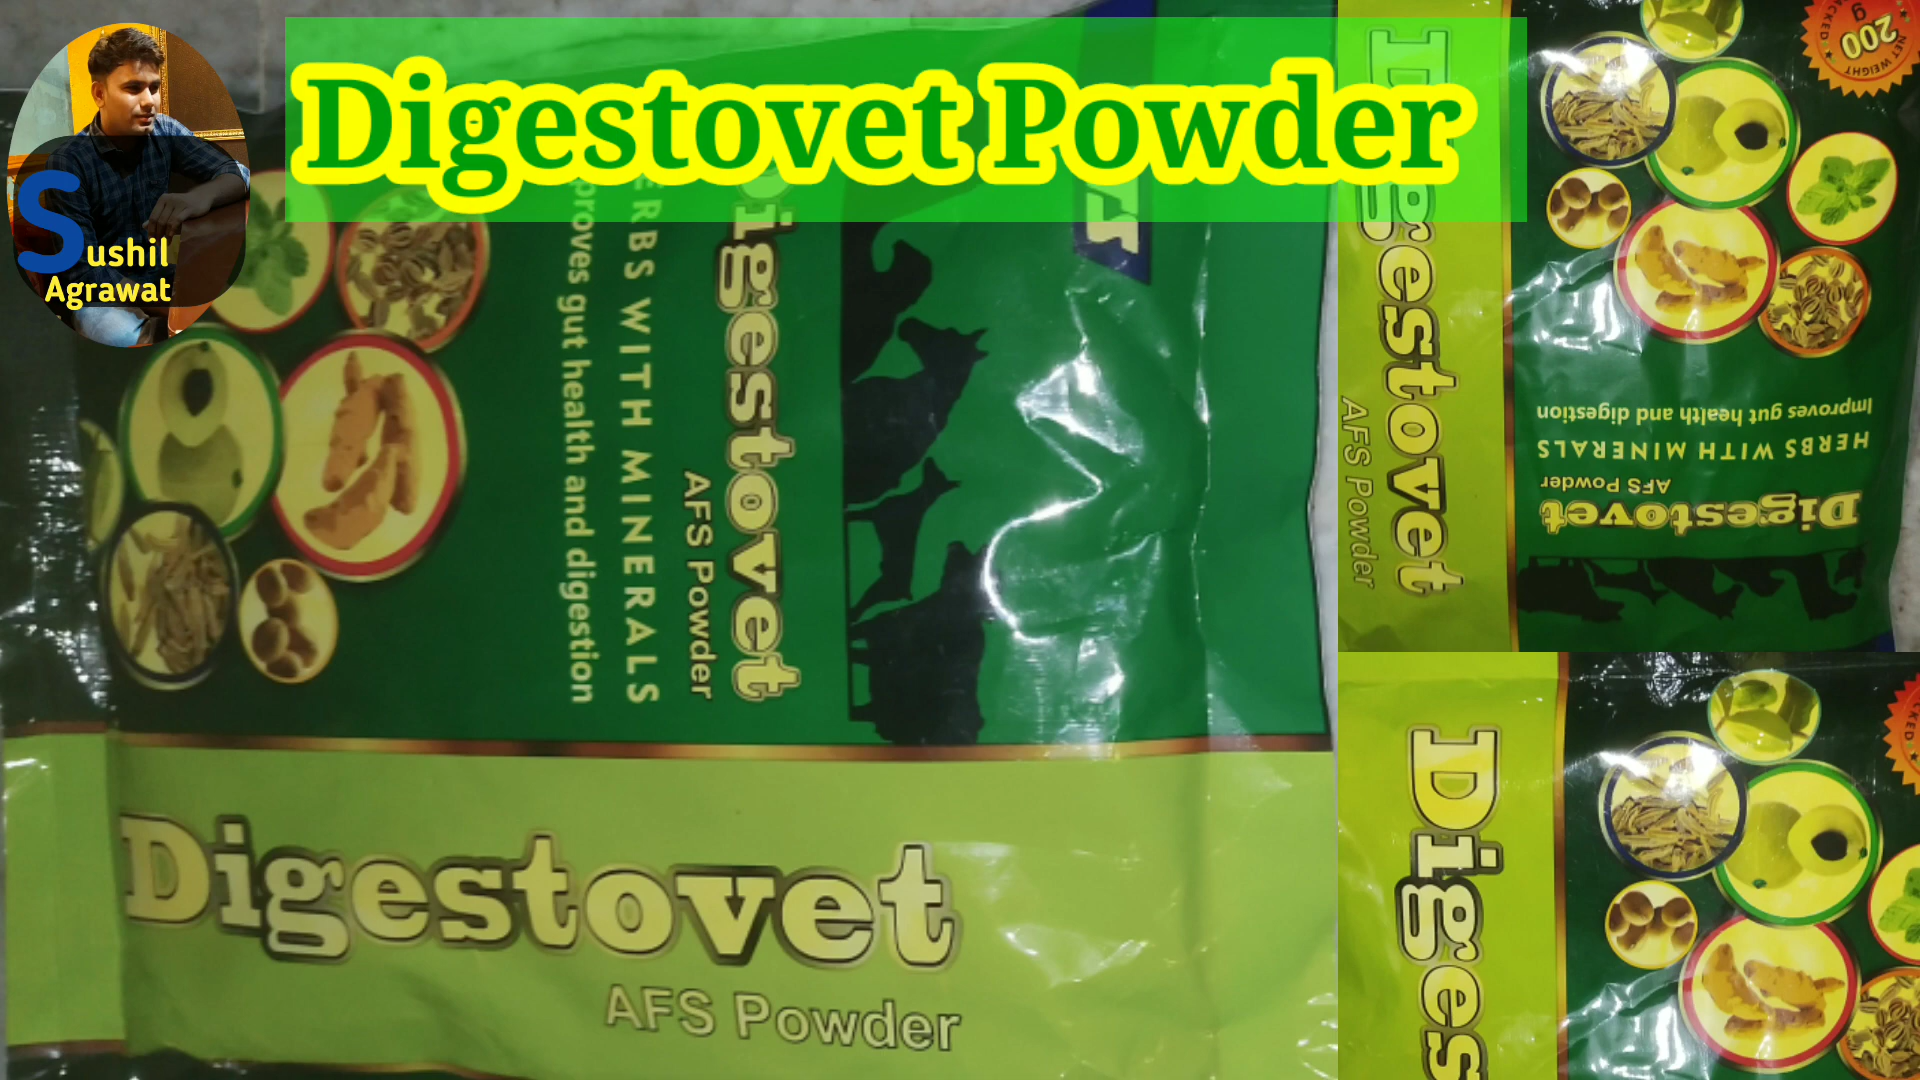 Digestovet Powder
Sushil
Agrawat
Digestovet
AFS Powder
HERBS WITH MINERALS
Improves gut health and digestion
Digestovet
AFS Powder
Digestovet
AFS Powder
NET WEIGHT
200
g
Digestovet
AFS Powder
HERBS WITH MINERALS
Improves gut health and digestion
Diges